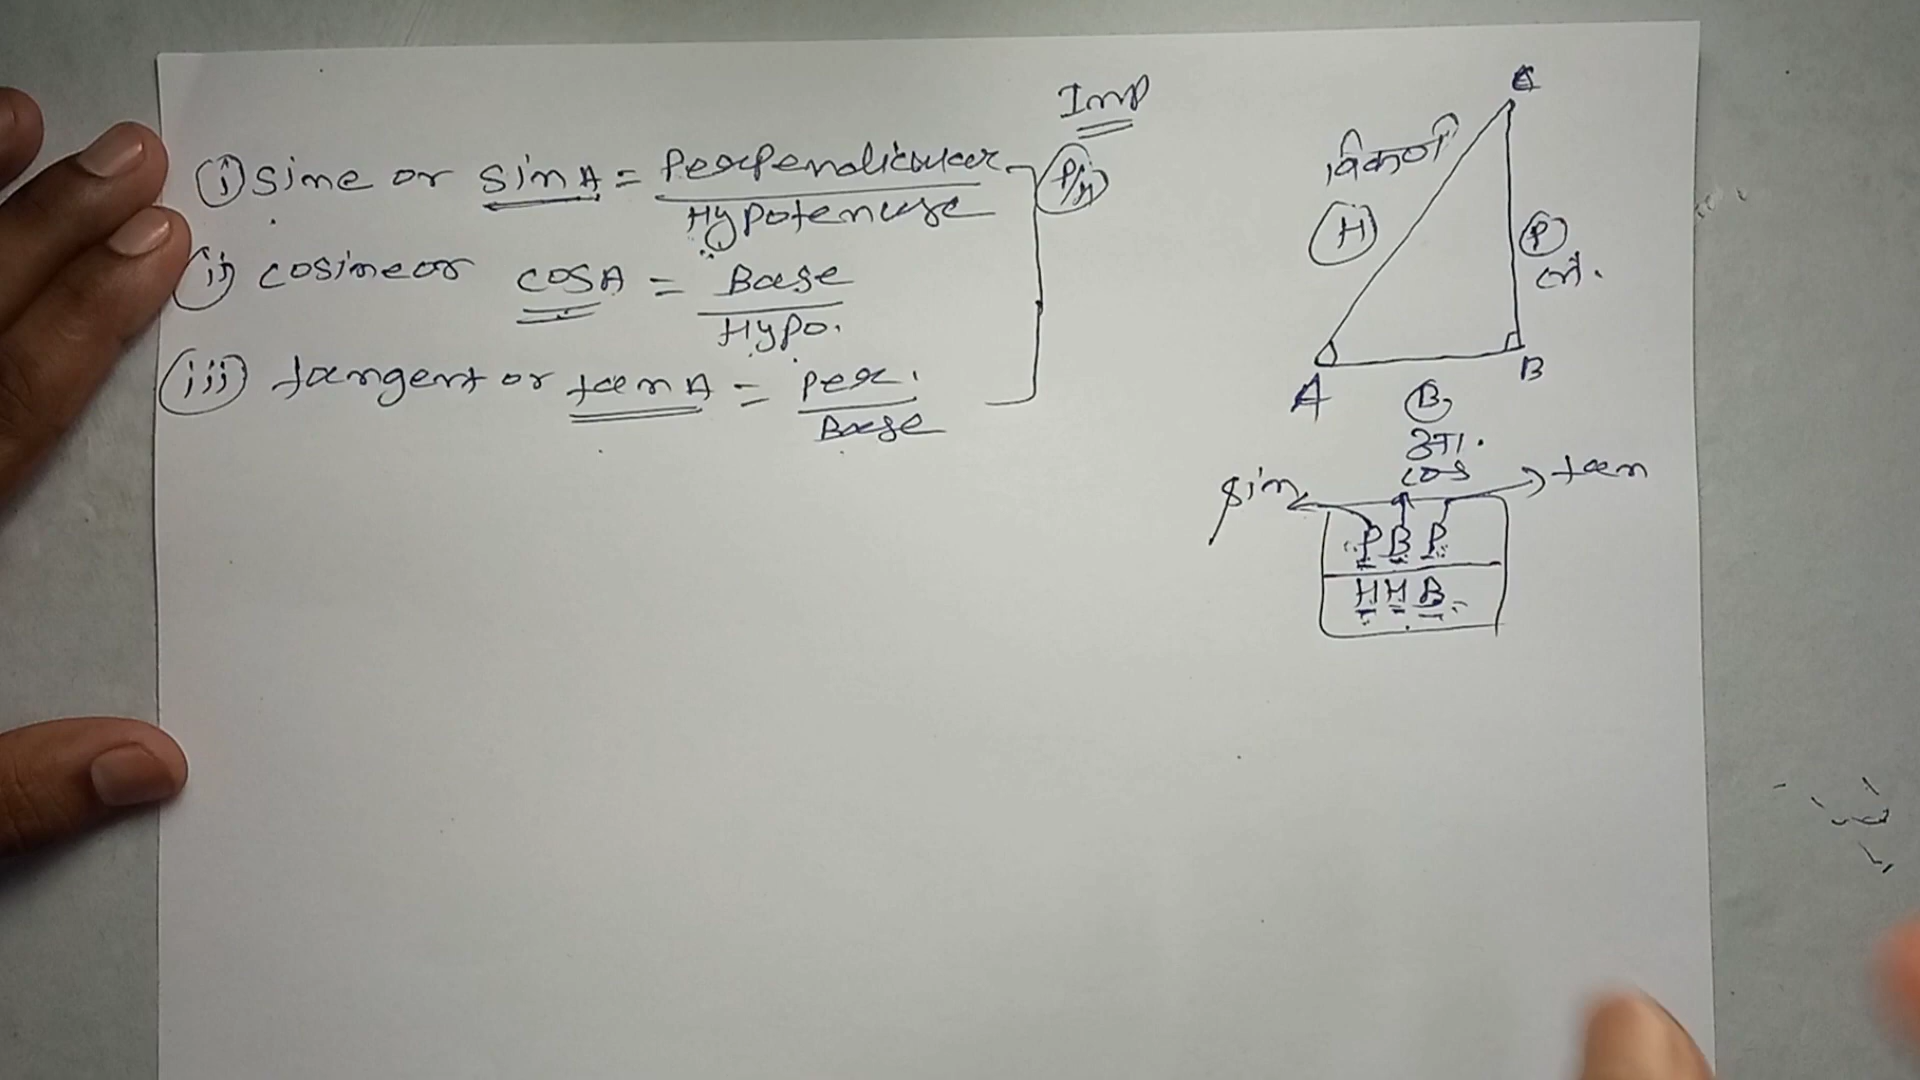 Imp
(i) sine or sin A = Perpendicular / Hypotenuse P/H
(ii) cosine or cos A = Base / Hypo.
(iii) tangent or tan A = Per. / Base
C
विकर्ण
H
P
लं.
A
B
B
आ.
sin cos tan
P B P
H H B